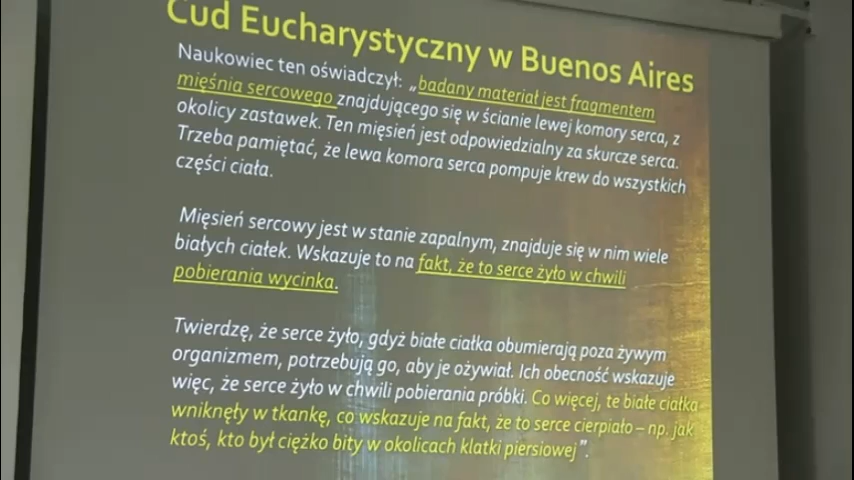 Cud Eucharystyczny w Buenos Aires
Naukowiec ten oświadczył: „badany materiał jest fragmentem
mięśnia sercowego znajdującego się w ścianie lewej komory serca, z
okolicy zastawek. Ten mięsień jest odpowiedzialny za skurcze serca.
Trzeba pamiętać, że lewa komora serca pompuje krew do wszystkich
części ciała.
Mięsień sercowy jest w stanie zapalnym, znajduje się w nim wiele
białych ciałek. Wskazuje to na fakt, że to serce żyło w chwili
pobierania wycinka.
Twierdzę, że serce żyło, gdyż białe ciałka obumierają poza żywym
organizmem, potrzebują go, aby je ożywiał. Ich obecność wskazuje
więc, że serce żyło w chwili pobierania próbki. Co więcej, te białe ciałka
wniknęły w tkankę, co wskazuje na fakt, że to serce cierpiało – np. jak
ktoś, kto był ciężko bity w okolicach klatki piersiowej”.